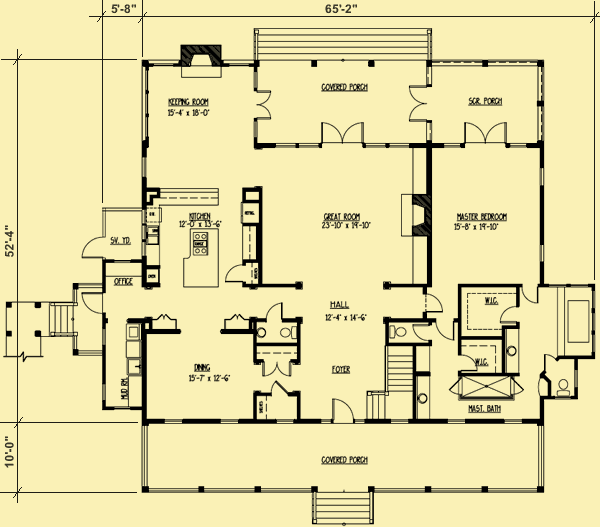 5'-8" 65'-2"
COVERED PORCH
KEEPING ROOM
15'-4" x 18'-0"
SCR. PORCH
52'-4"
KITCHEN
12'-0" x 13'-6"
GREAT ROOM
23'-10" x 19'-10"
MASTER BEDROOM
15'-8" x 19'-10"
SV. YD.
OFFICE
HALL
12'-4" x 14'-6"
W.I.C.
W.I.C.
DINING
15'-7" x 12'-6"
FOYER
MUD RM.
MAST. BATH
10'-0"
COVERED PORCH